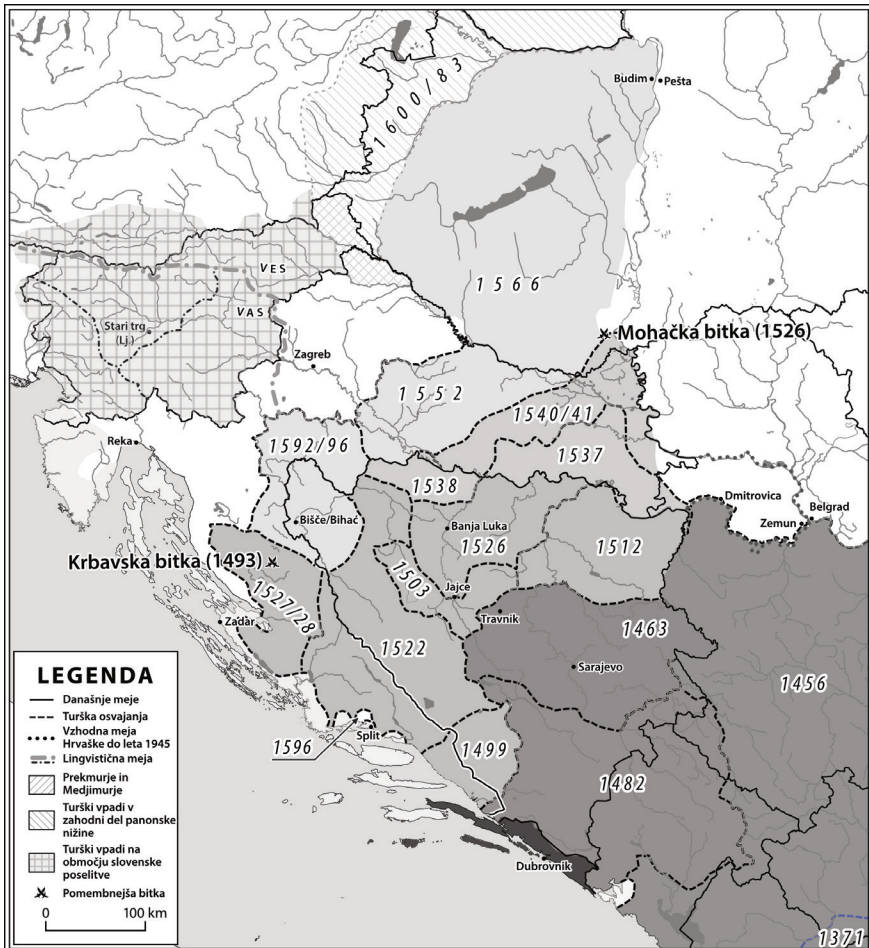 Budim
Pešta
1600/83
1566
VES
VAS
Stari trg
(Lj.)
Mohačka bitka (1526)
Zagreb
1552
1540/41
1592/96
1537
Reka
1538
Dmitrovica
Belgrad
Zemun
Bišče/Bihać
Banja Luka
1526
1512
Krbavska bitka (1493)
1503
Jajce
1527/28
Travnik
Zadar
1463
1522
Sarajevo
1456
1596
Split
1499
1482
Dubrovnik
1371
LEGENDA
Današnje meje
Turška osvajanja
Vzhodna meja
Hrvaške do leta 1945
Lingvistična meja
Prekmurje in
Medjimurje
Turški vpadi v
zahodni del panonske
nižine
Turški vpadi na
območju slovenske
poselitve
Pomembnejša bitka
0 100 km